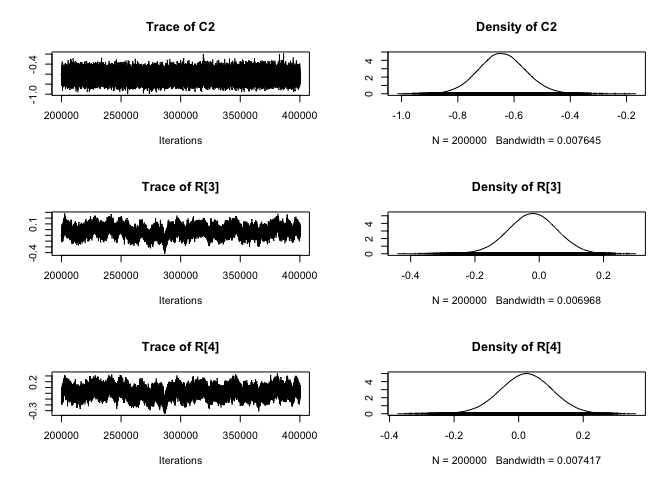 Trace of C2
-0.4
-1.0
200000 250000 300000 350000 400000
Iterations
Density of C2
4
2
0
-1.0 -0.8 -0.6 -0.4 -0.2
N = 200000 Bandwidth = 0.007645
Trace of R[3]
0.1
-0.4
200000 250000 300000 350000 400000
Iterations
Density of R[3]
4
2
0
-0.4 -0.2 0.0 0.2
N = 200000 Bandwidth = 0.006968
Trace of R[4]
0.2
-0.3
200000 250000 300000 350000 400000
Iterations
Density of R[4]
4
2
0
-0.4 -0.2 0.0 0.2
N = 200000 Bandwidth = 0.007417